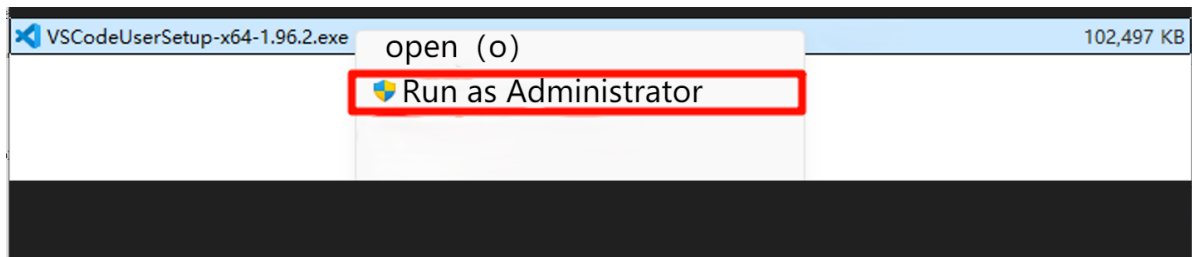 VSCodeUserSetup-x64-1.96.2.exe 102,497 KB
open（o）
Run as Administrator